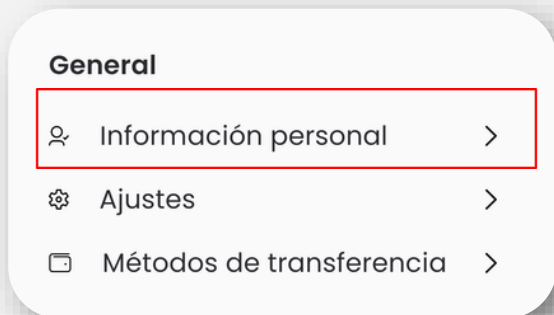 General
Información personal
Ajustes
Métodos de transferencia